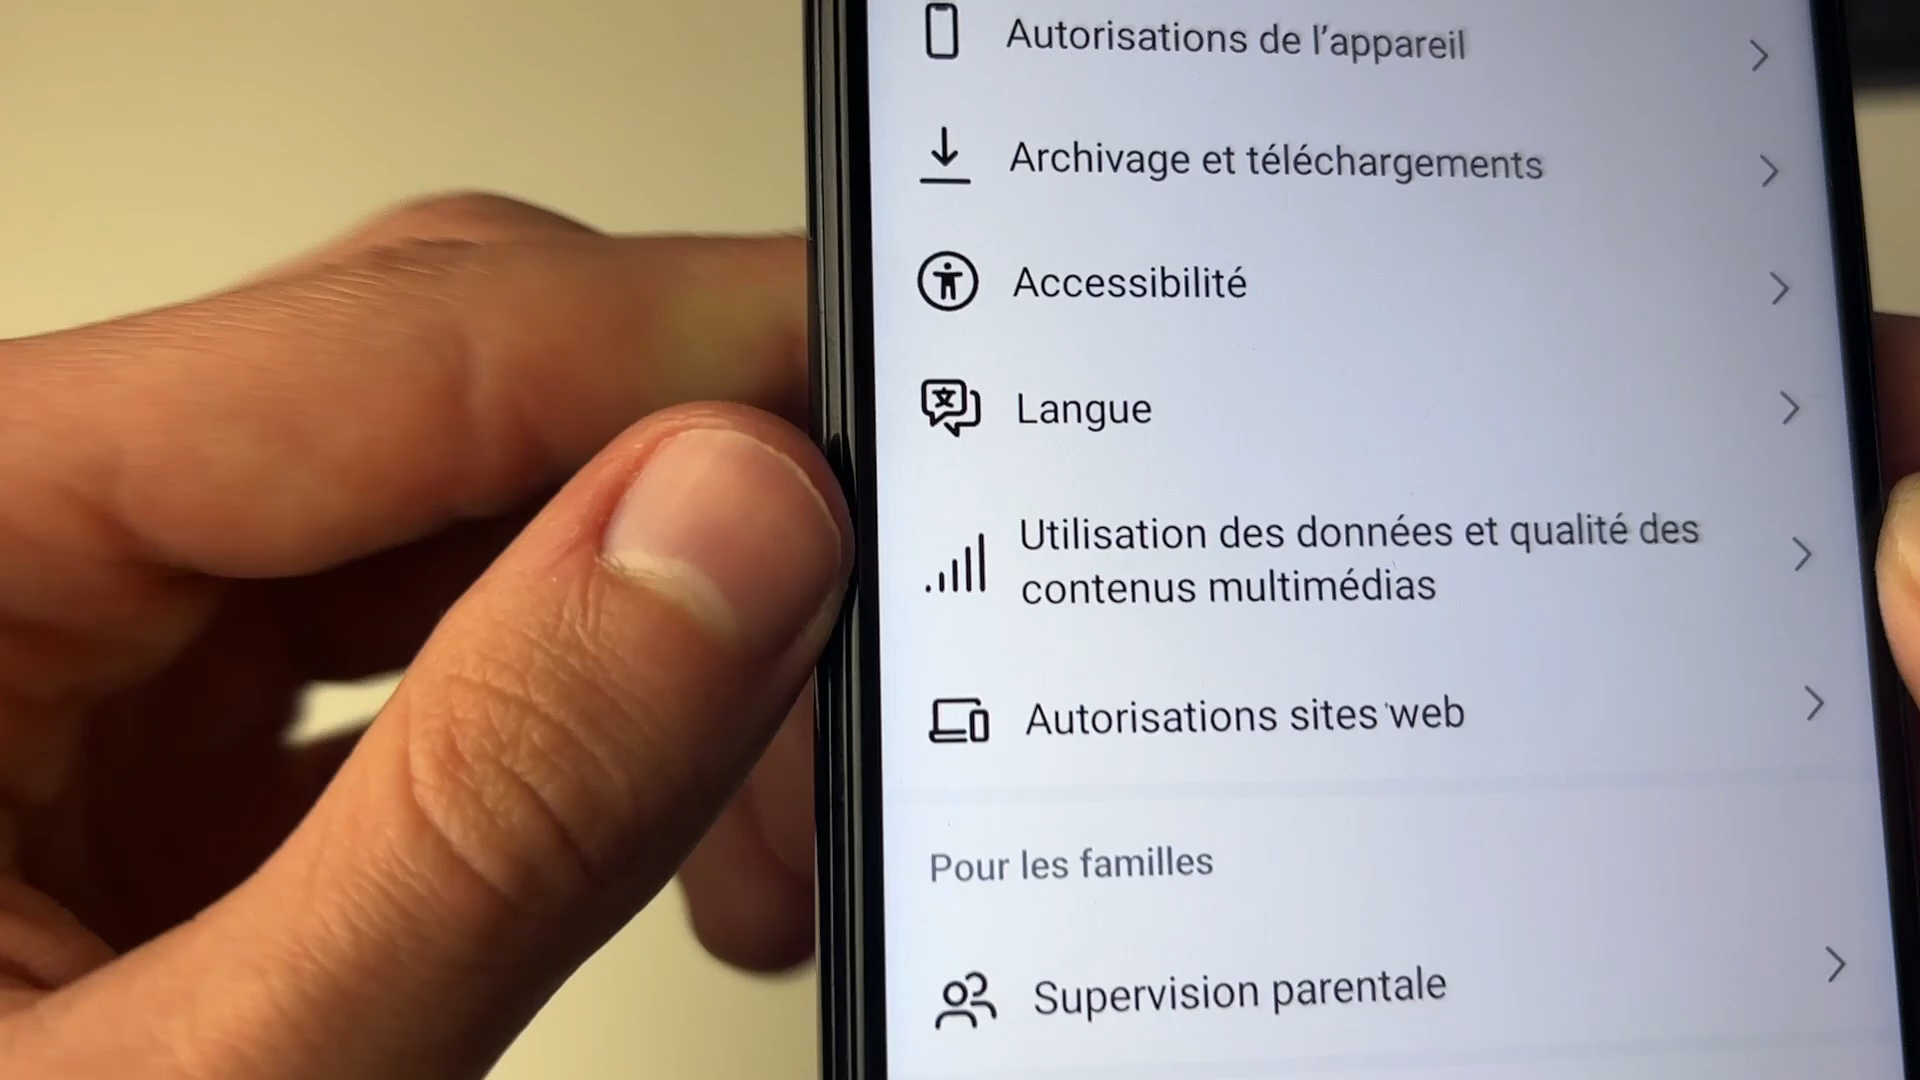 Autorisations de l'appareil
Archivage et téléchargements
Accessibilité
Langue
Utilisation des données et qualité des
contenus multimédias
Autorisations sites web
Pour les familles
Supervision parentale